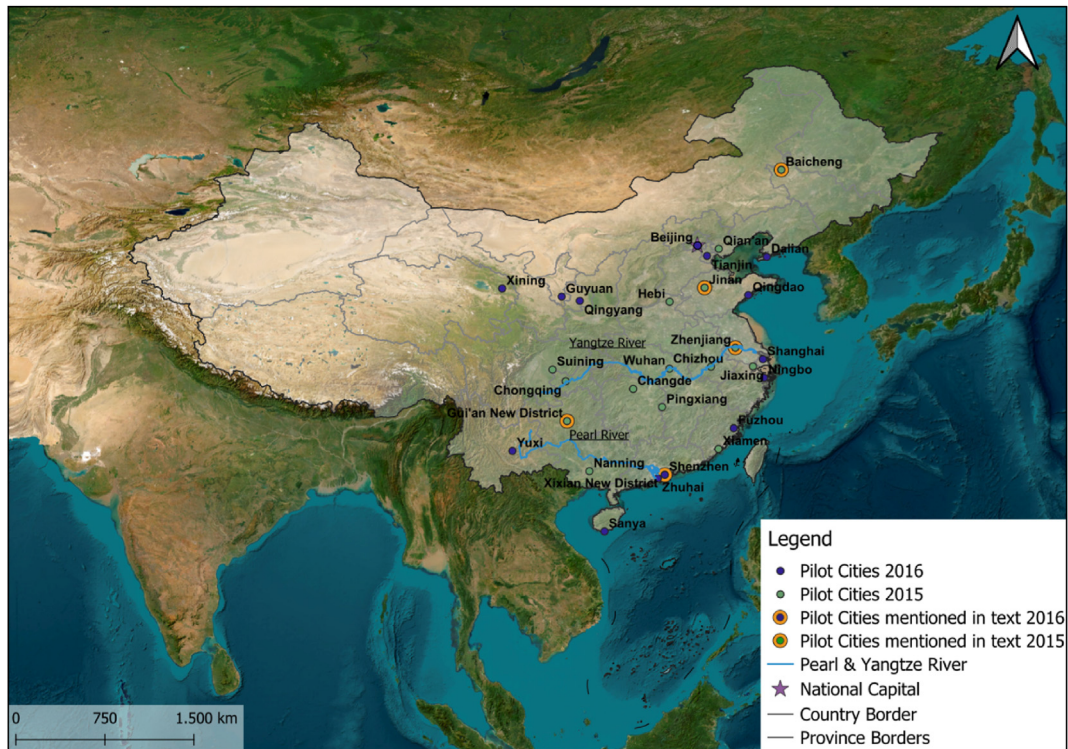 Baicheng
Beijing
Qian'an
Dalian
Tianjin
Xining
Guyuan
Hebi
Jinan
Qingdao
Qingyang
Yangtze River
Zhenjiang
Shanghai
Suining
Wuhan
Chizhou
Jiaxing
Ningbo
Chongqing
Changde
Pingxiang
Gui'an New District
Fuzhou
Pearl River
Yuxi
Xiamen
Nanning
Shenzhen
Xixian New District
Zhuhai
Sanya
Legend
Pilot Cities 2016
Pilot Cities 2015
Pilot Cities mentioned in text 2016
Pilot Cities mentioned in text 2015
Pearl & Yangtze River
National Capital
Country Border
Province Borders
0 750 1.500 km